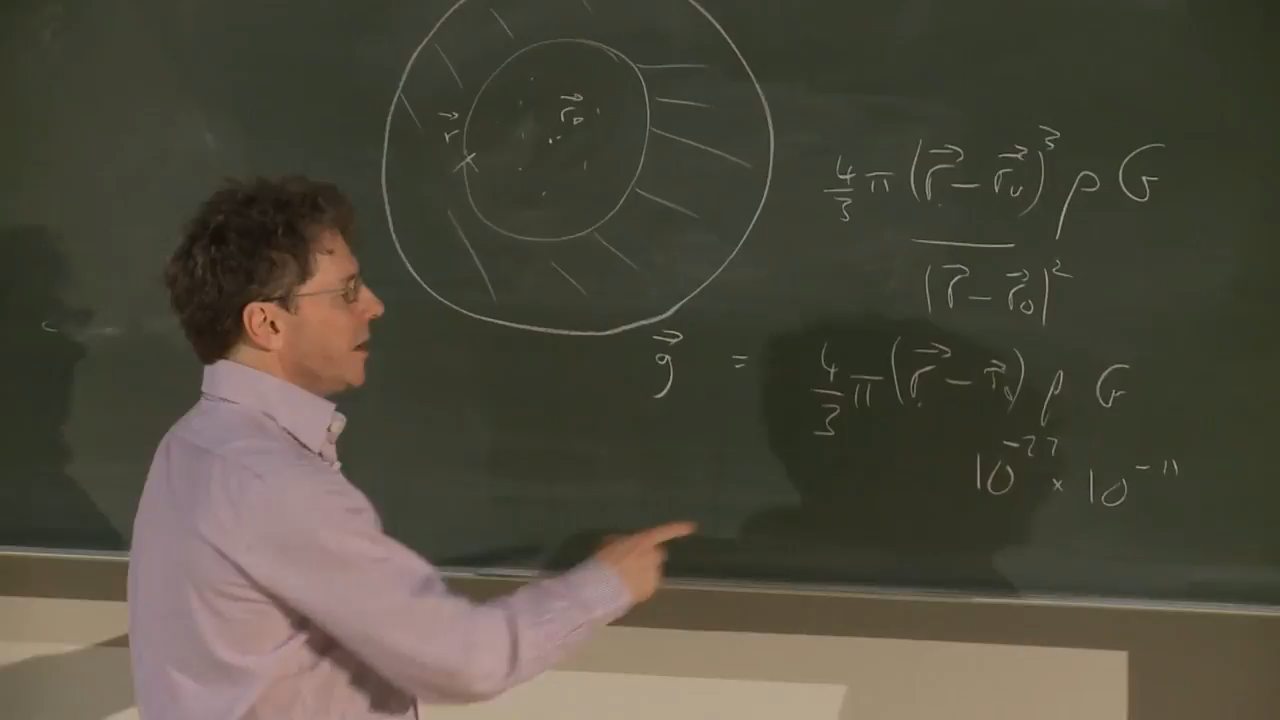 r⃗₀
r⃗
4/3 π (r⃗ − r⃗₀)³ ρ G
|r⃗ − r⃗₀|²
g⃗ = 4/3 π (r⃗ − r⃗₀) ρ G
10⁻²⁷ × 10⁻¹¹